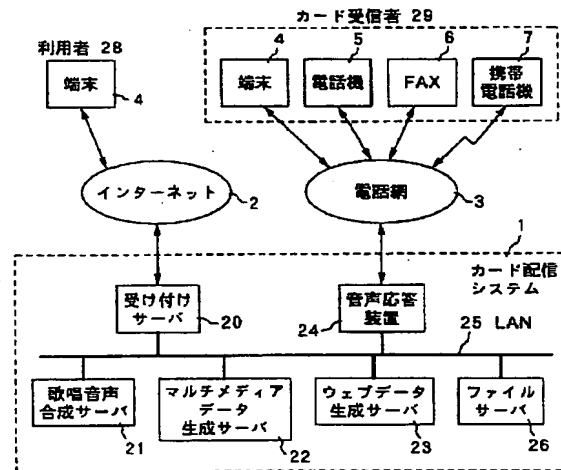 カード受信者 29
利用者 28
4
端末
4
端末
5
電話機
6
FAX
7
携帯
電話機
インターネット
2
電話網
3
1
カード配信
システム
受け付け
サーバ
20
音声応答
装置
24
25 LAN
歌唱音声
合成サーバ
21
マルチメディア
データ
生成サーバ
22
ウェブデータ
生成サーバ
23
ファイル
サーバ
26